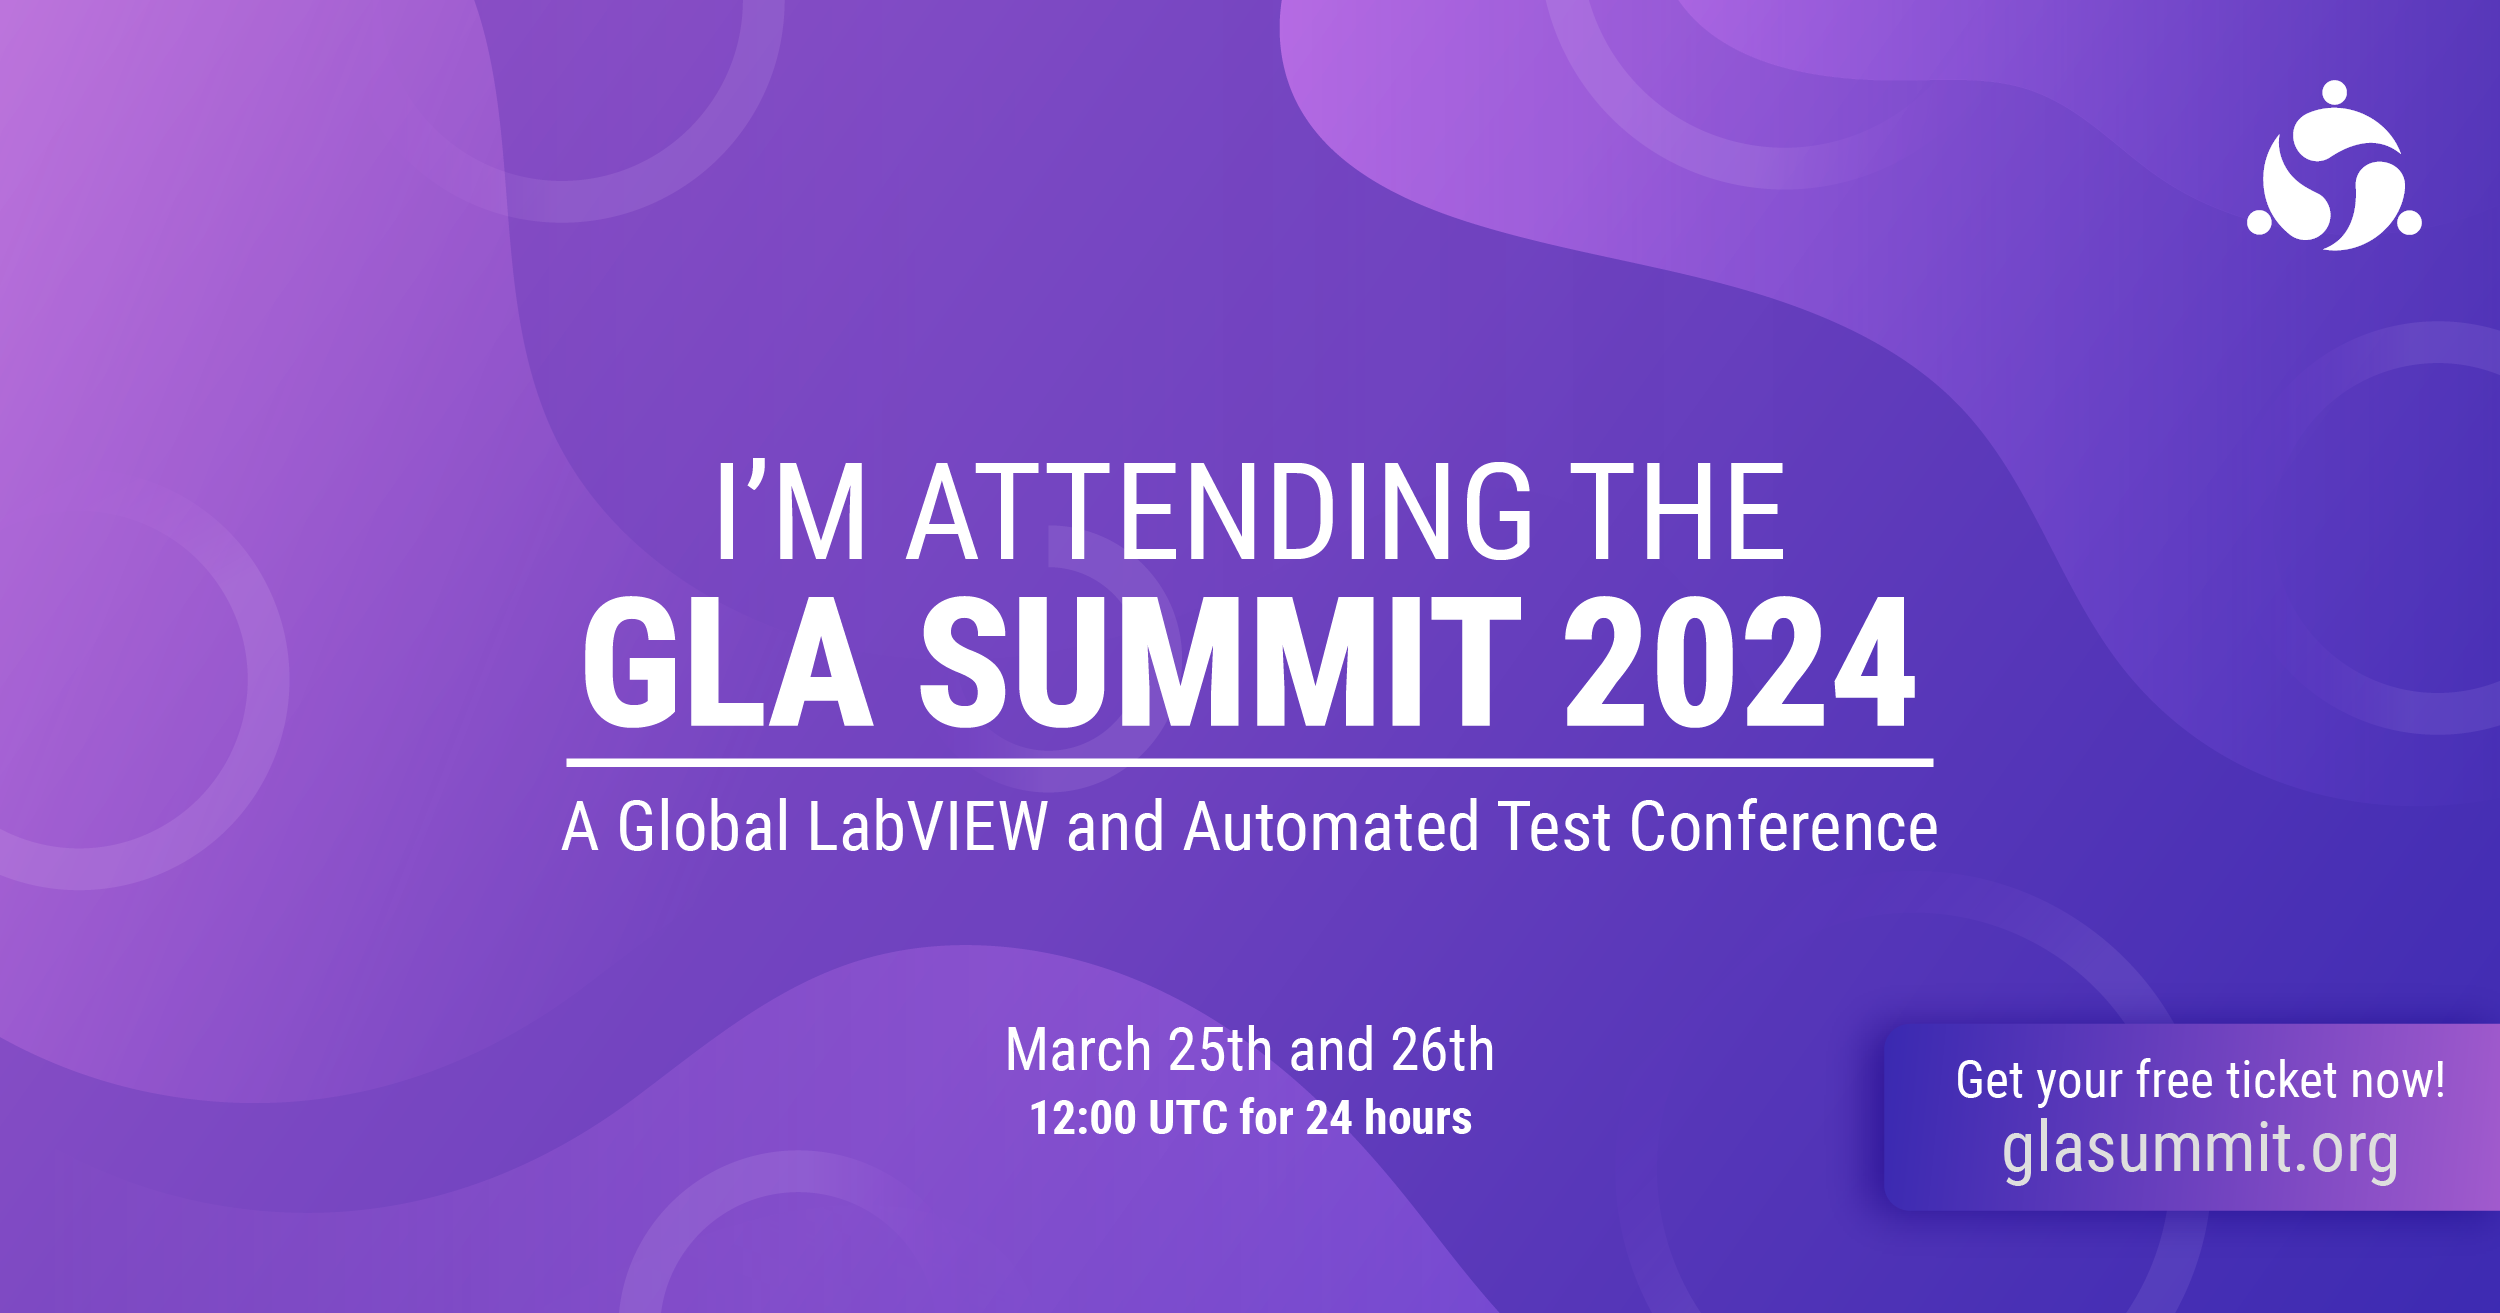 I’M ATTENDING THE
GLA SUMMIT 2024
A Global LabVIEW and Automated Test Conference
March 25th and 26th
12:00 UTC for 24 hours
Get your free ticket now!
glasummit.org